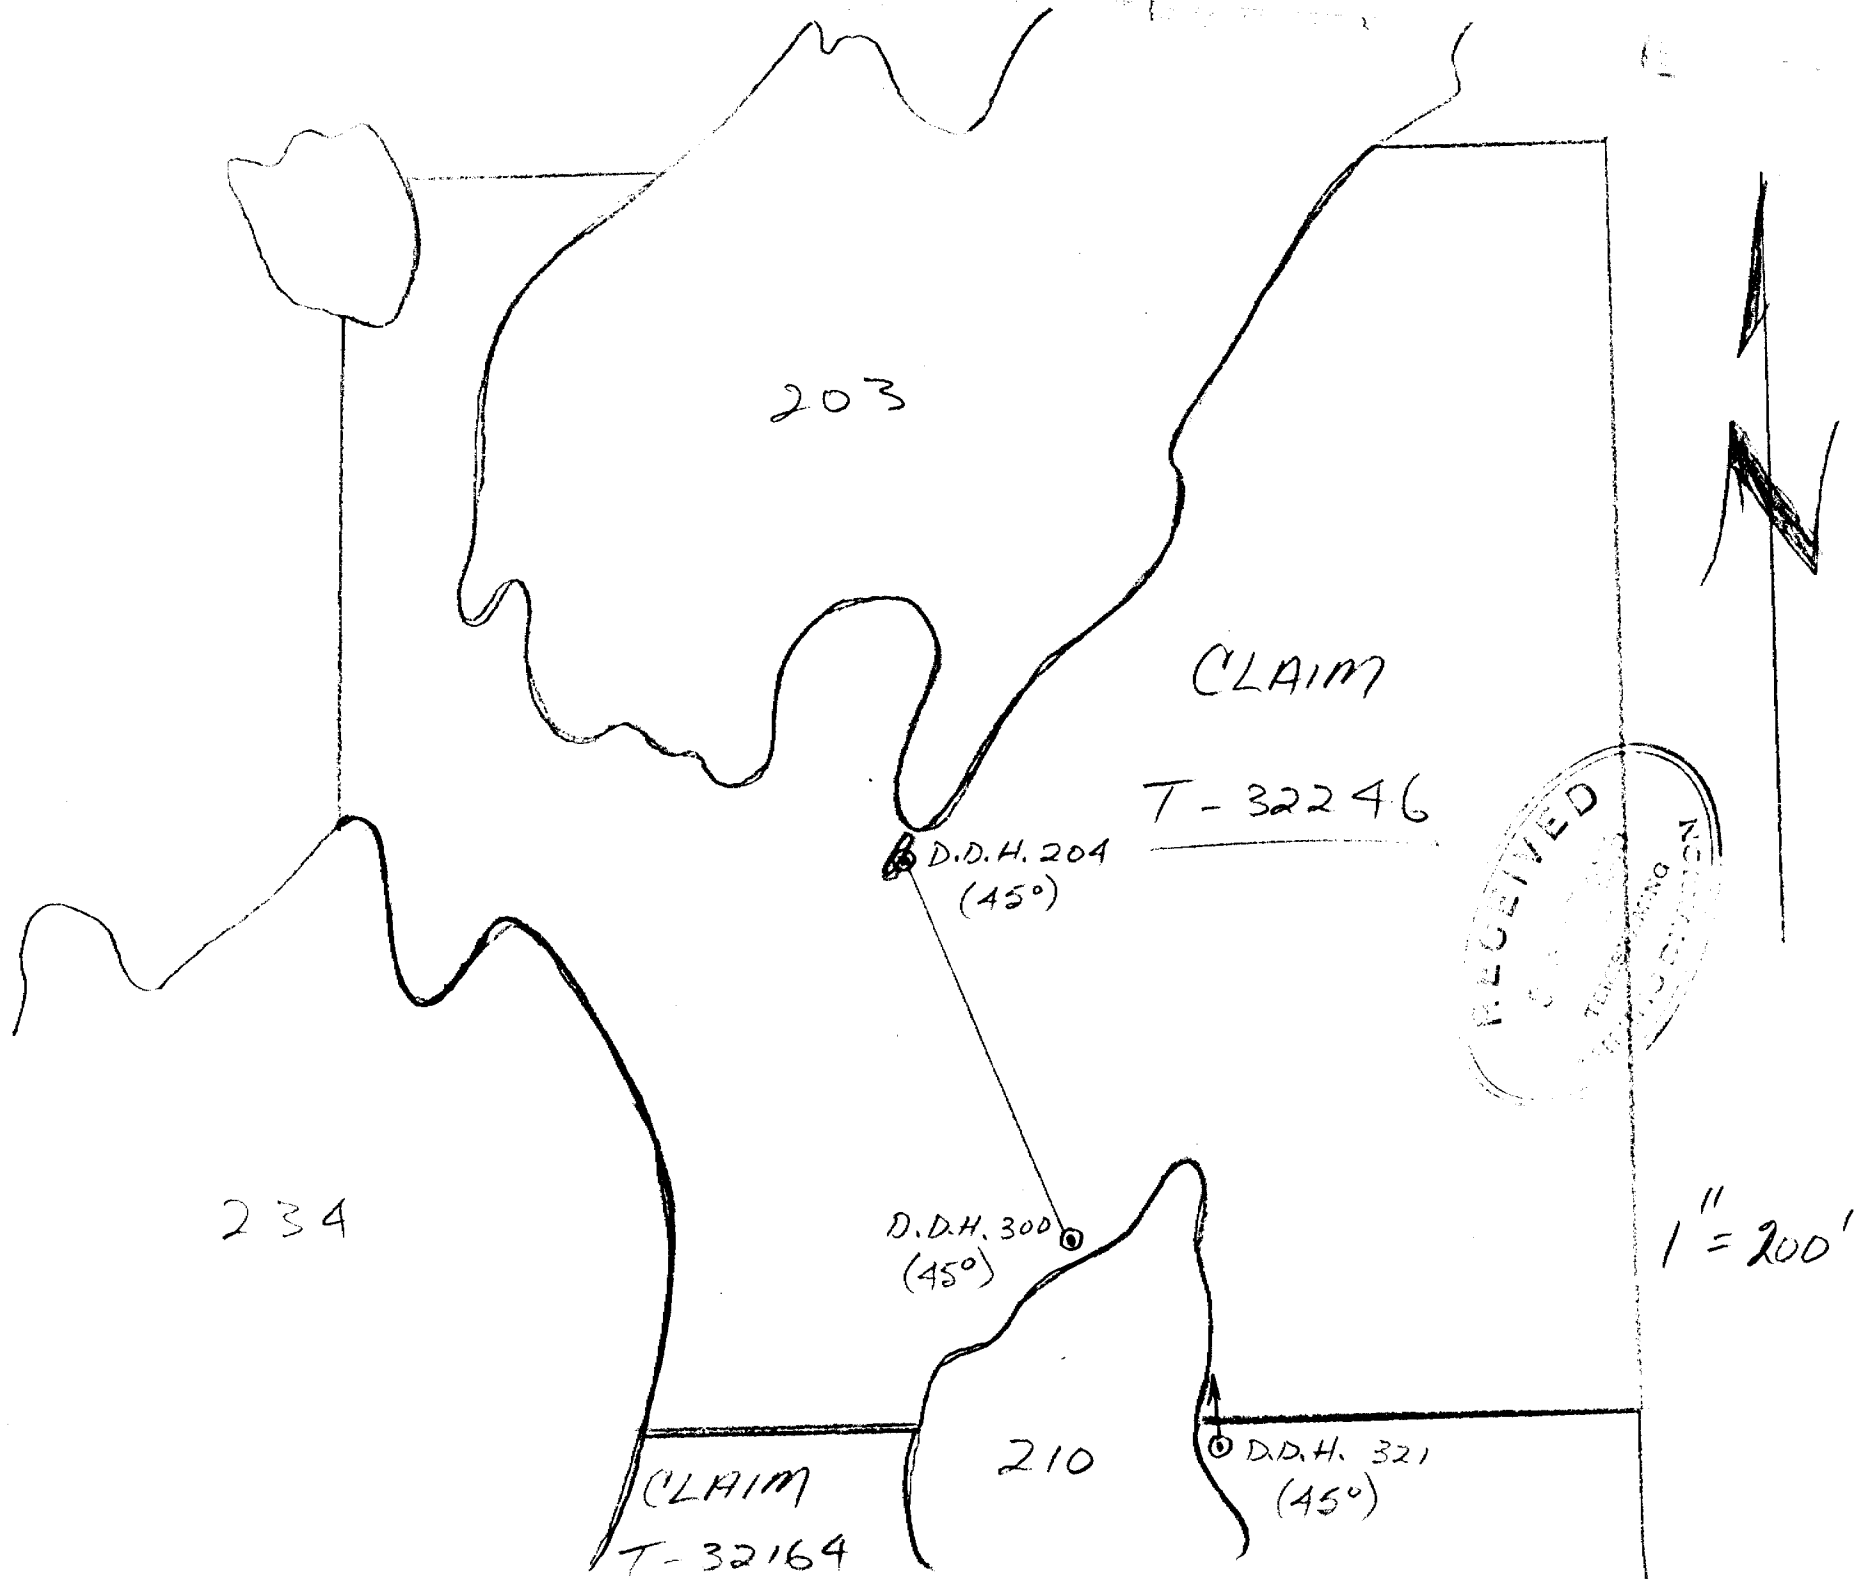 203
CLAIM
T-32246
D.D.H. 204
(45°)
RECEIVED
N
234
D.D.H. 300
(45°)
1" = 200'
210
D.D.H. 321
(45°)
CLAIM
T-32164